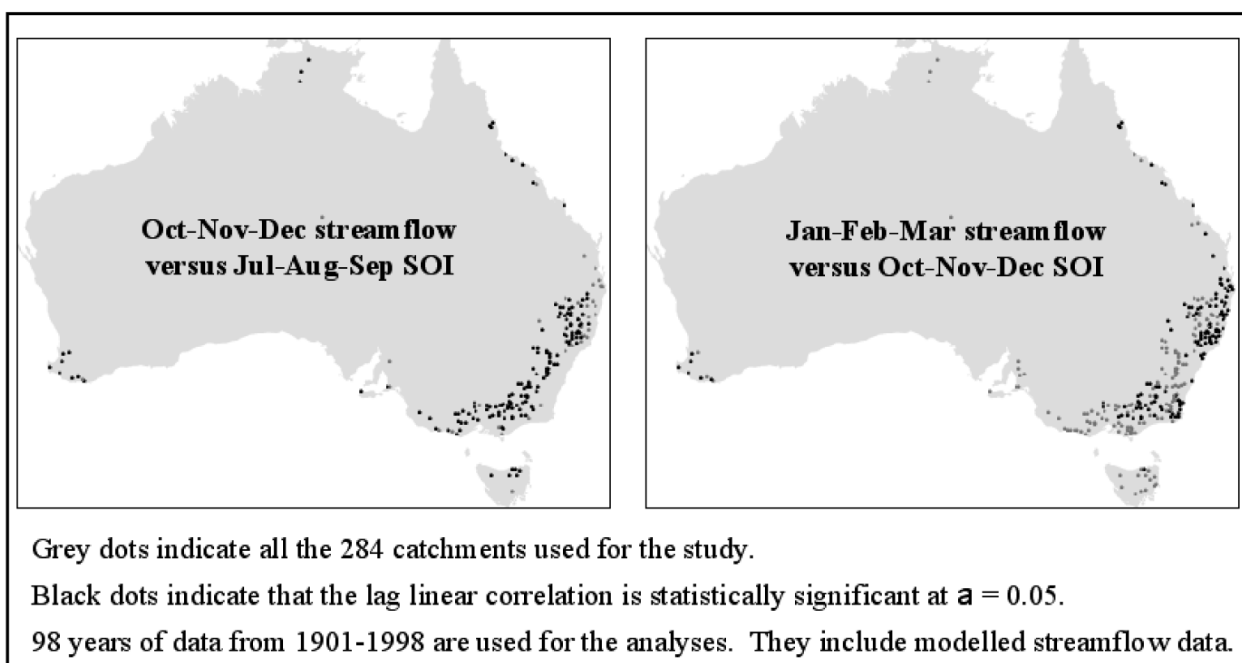 Oct-Nov-Dec streamflow
versus Jul-Aug-Sep SOI
Jan-Feb-Mar streamflow
versus Oct-Nov-Dec SOI
Grey dots indicate all the 284 catchments used for the study.
Black dots indicate that the lag linear correlation is statistically significant at a = 0.05.
98 years of data from 1901-1998 are used for the analyses. They include modelled streamflow data.